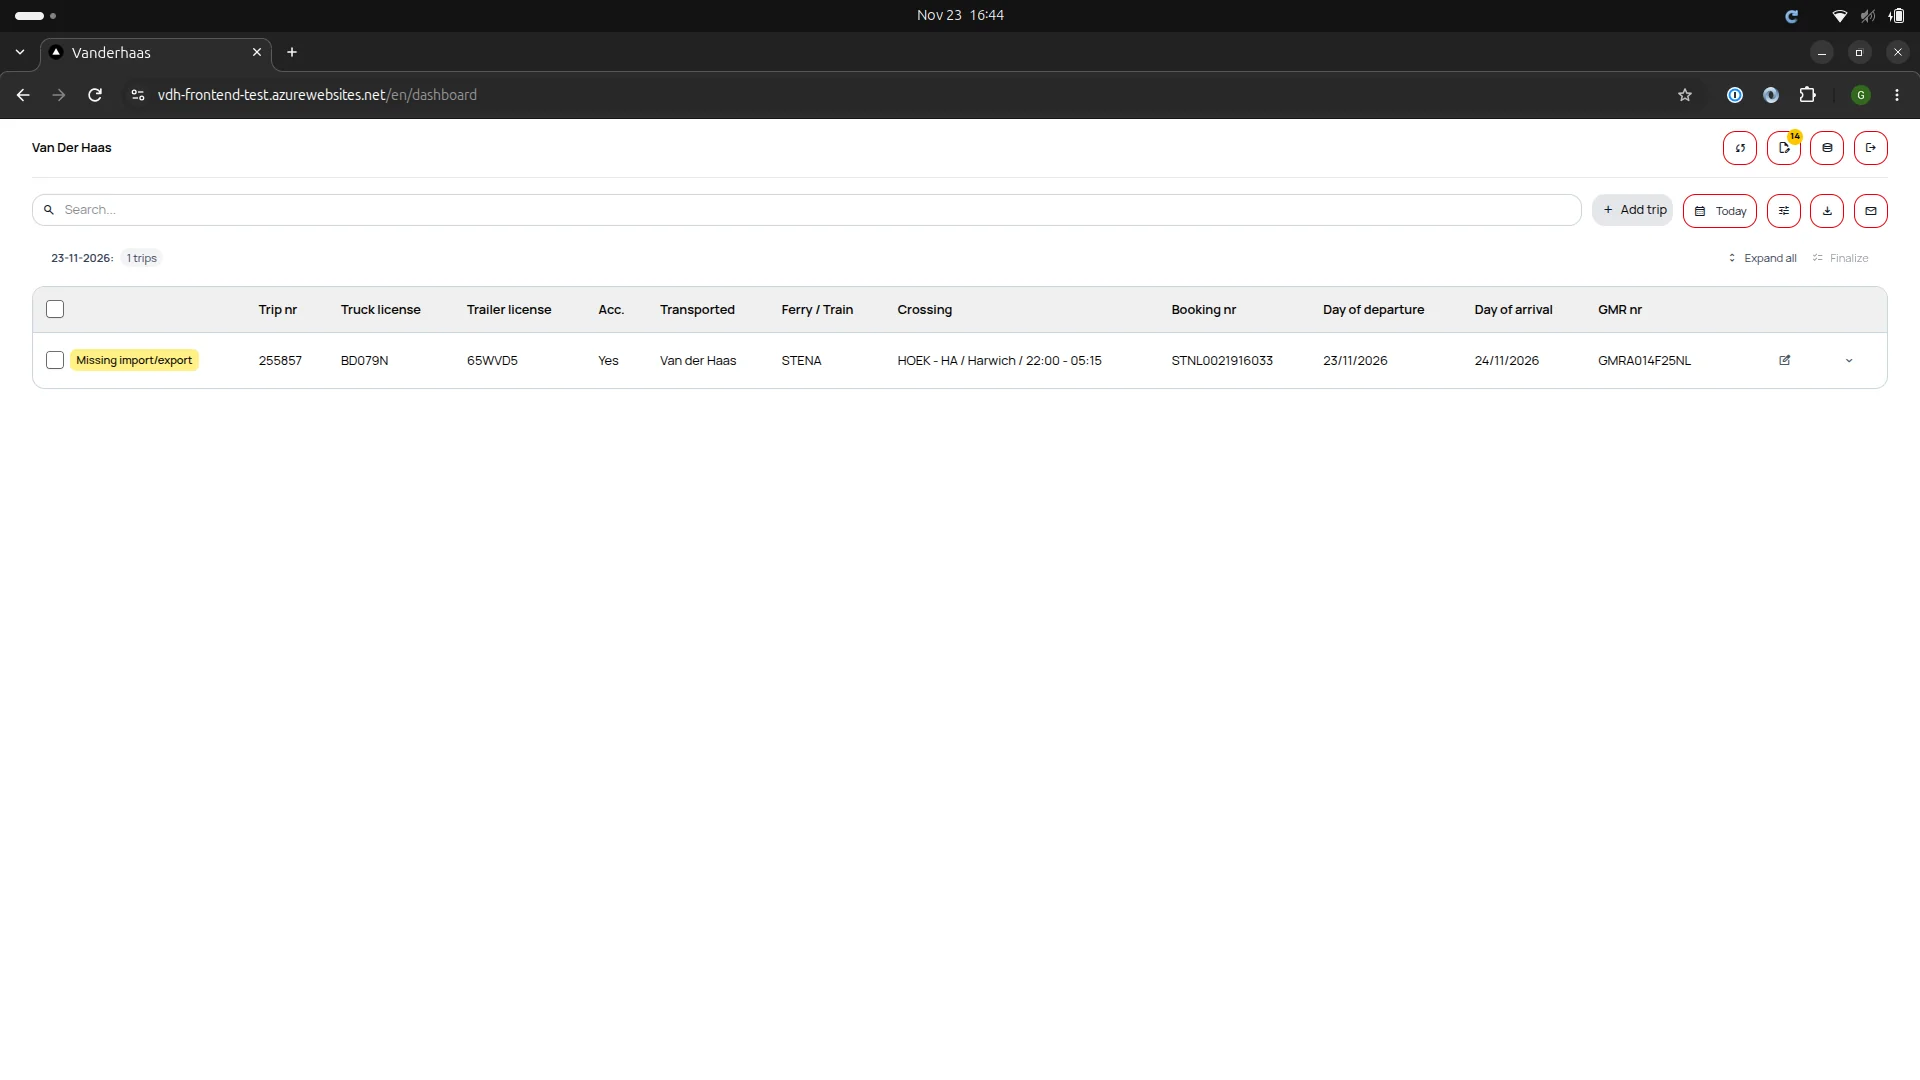 Nov 23 16:44
Vanderhaas
vdh-frontend-test.azurewebsites.net/en/dashboard
G
Van Der Haas
14
Search...
Add trip
Today
23-11-2026: 1 trips
Expand all
Finalize
Trip nr Truck license Trailer license Acc. Transported Ferry / Train Crossing Booking nr Day of departure Day of arrival GMR nr
Missing import/export 255857 BD079N 65WVD5 Yes Van der Haas STENA HOEK - HA / Harwich / 22:00 - 05:15 STNL0021916033 23/11/2026 24/11/2026 GMRA014F25NL